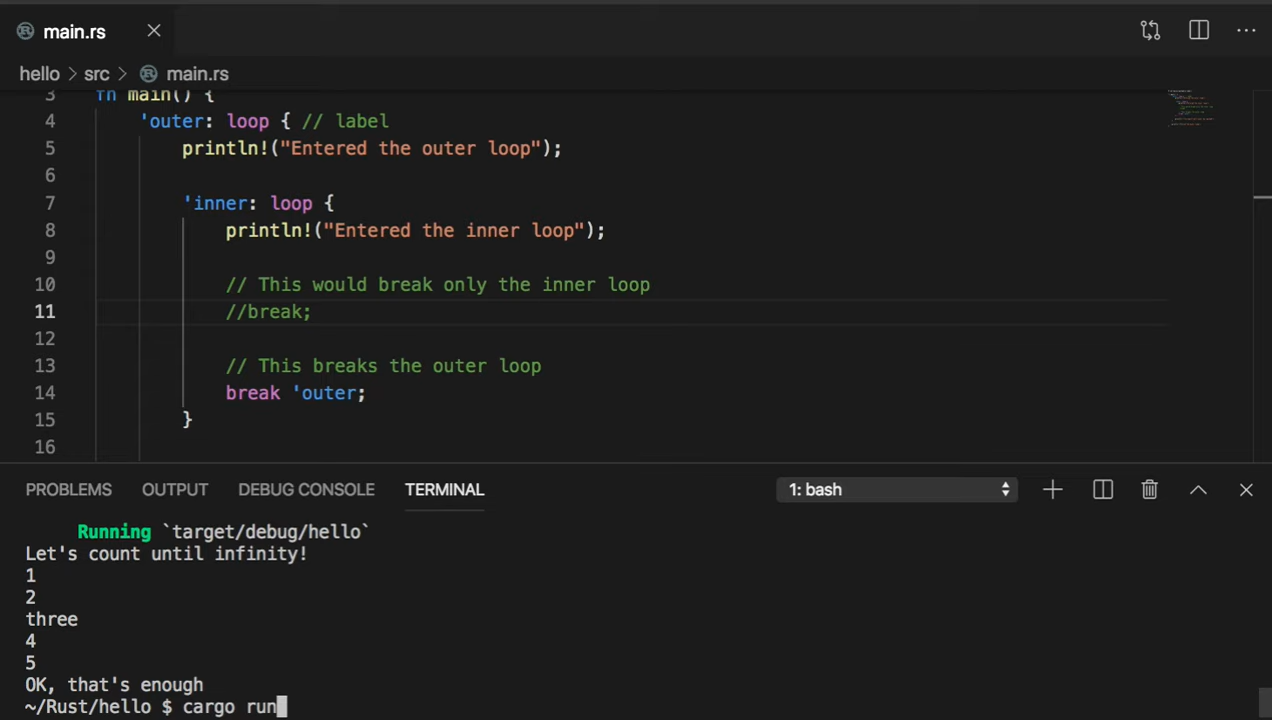 main.rs
hello > src > main.rs
3 fn main() {
4 'outer: loop { // label
5 println!("Entered the outer loop");
6
7 'inner: loop {
8 println!("Entered the inner loop");
9
10 // This would break only the inner loop
11 //break;
12
13 // This breaks the outer loop
14 break 'outer;
15 }
16
PROBLEMS OUTPUT DEBUG CONSOLE TERMINAL 1: bash
Running `target/debug/hello`
Let's count until infinity!
1
2
three
4
5
OK, that's enough
~/Rust/hello $ cargo run